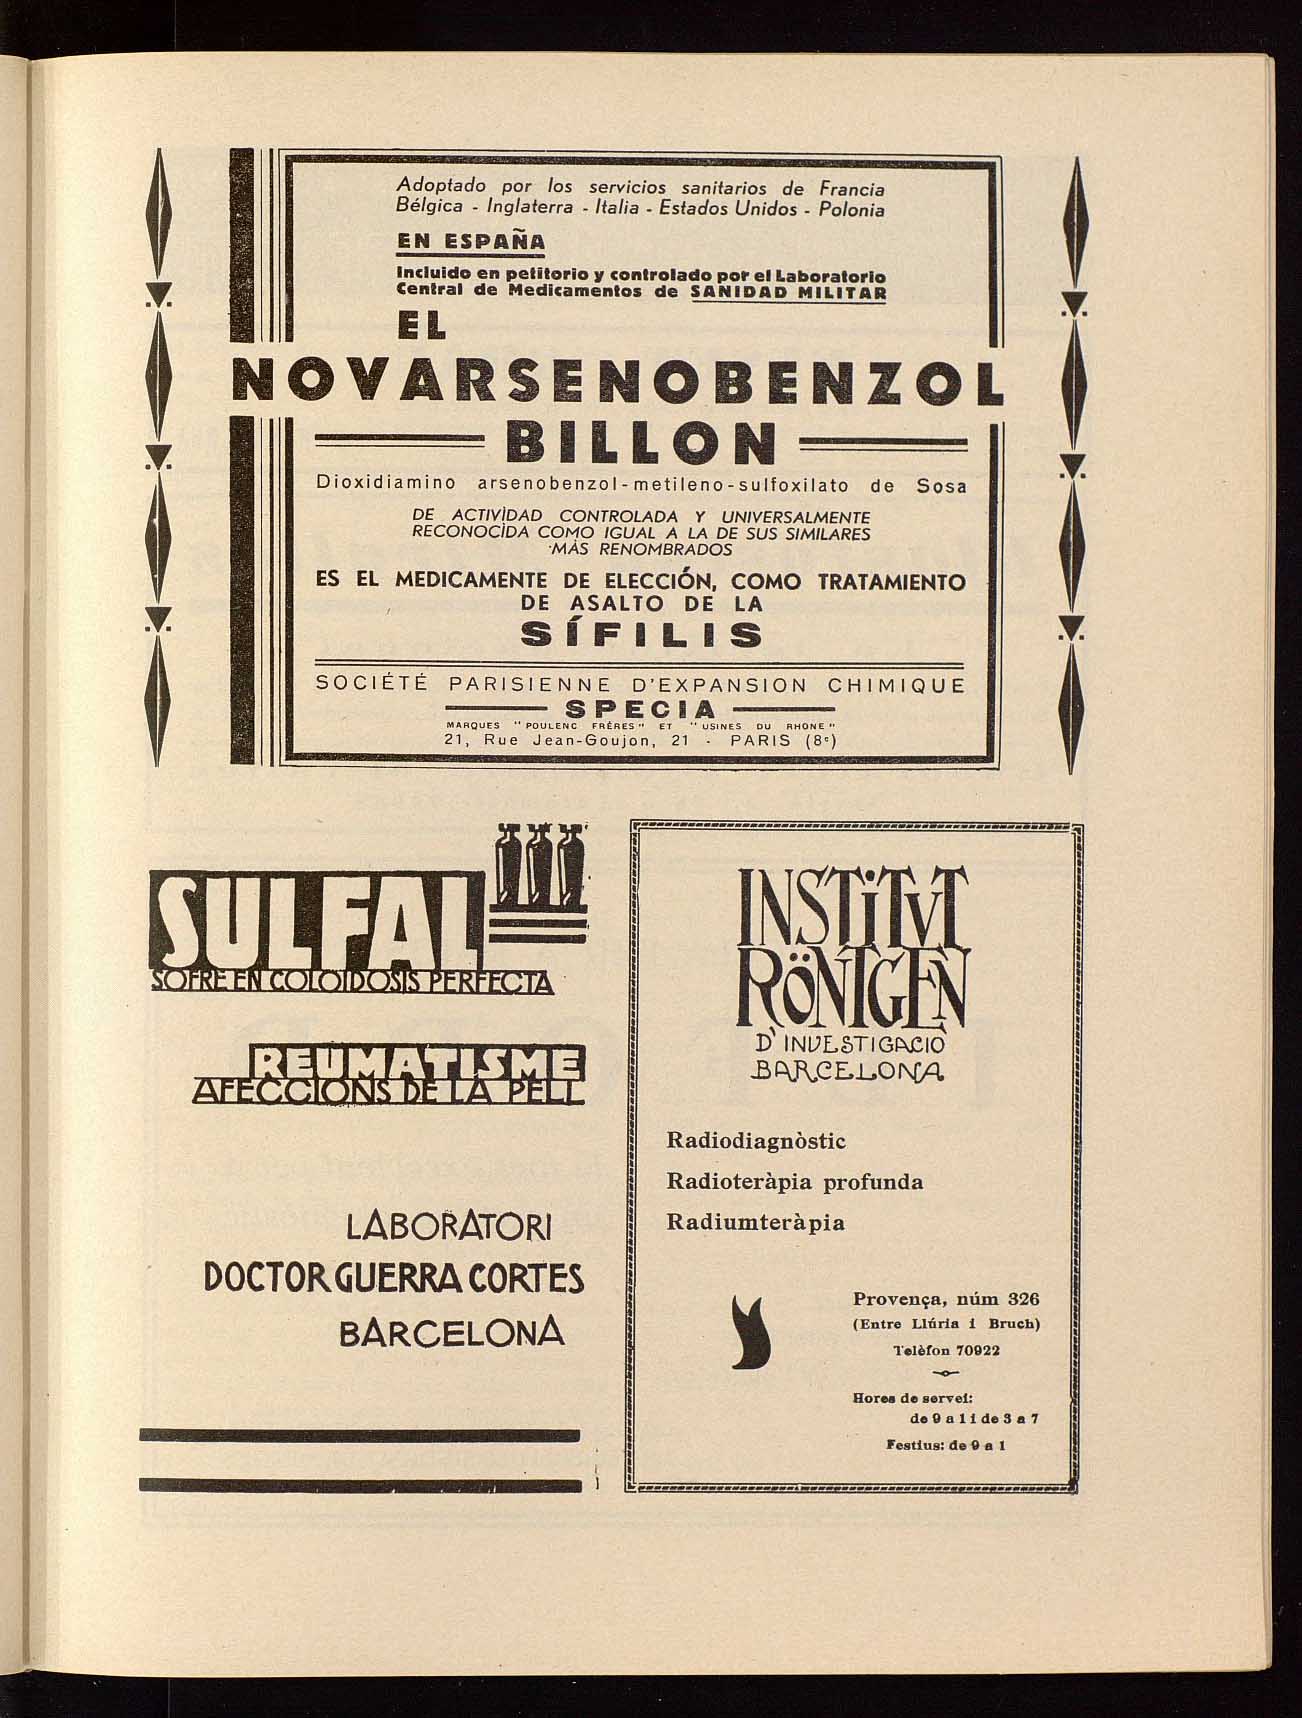 Adoptado por los servicios sanitarios de Francia
Bélgica - Inglaterra - Italia - Estados Unidos - Polonia
EN ESPAÑA
Incluido en petitorio y controlado por el Laboratorio
Central de Medicamentos de SANIDAD MILITAR
EL
NOVARSENOBENZOL
BILLON
Dioxidiamino arsenobenzol-metileno-sulfoxilato de Sosa
DE ACTIVIDAD CONTROLADA Y UNIVERSALMENTE
RECONOCIDA COMO IGUAL A LA DE SUS SIMILARES
MÁS RENOMBRADOS
ES EL MEDICAMENTE DE ELECCIÓN, COMO TRATAMIENTO
DE ASALTO DE LA
SÍFILIS
SOCIÉTÉ PARISIENNE D'EXPANSION CHIMIQUE
SPECIA
MARQUES "POULENC FRÈRES" ET "USINES DU RHONE"
21, Rue Jean-Goujon, 21 - PARIS (8e)
SULFAL
SOFRE EN COLOIDOSIS PERFECTA
REUMATISME
AFECCIONS DE LA PELL
LABORATORI
DOCTOR GUERRA CORTES
BARCELONA
INSTITVT
RÖNTGEN
D'INVESTIGACIO
BARCELONA
Radiodiagnòstic
Radioteràpia profunda
Radiumteràpia
Provença, núm 326
(Entre Llúria i Bruch)
Telèfon 70922
Hores de servei:
de 9 a 1 i de 3 a 7
Festius: de 9 a 1